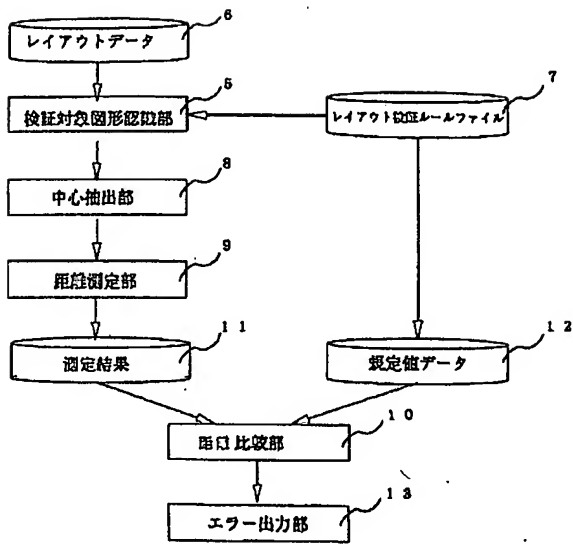 6
レイアウトデータ
5
7
検証対象図形認識部
レイアウト検証ルールファイル
8
中心抽出部
9
距離測定部
11
12
測定結果
規定値データ
10
比較部
13
エラー出力部